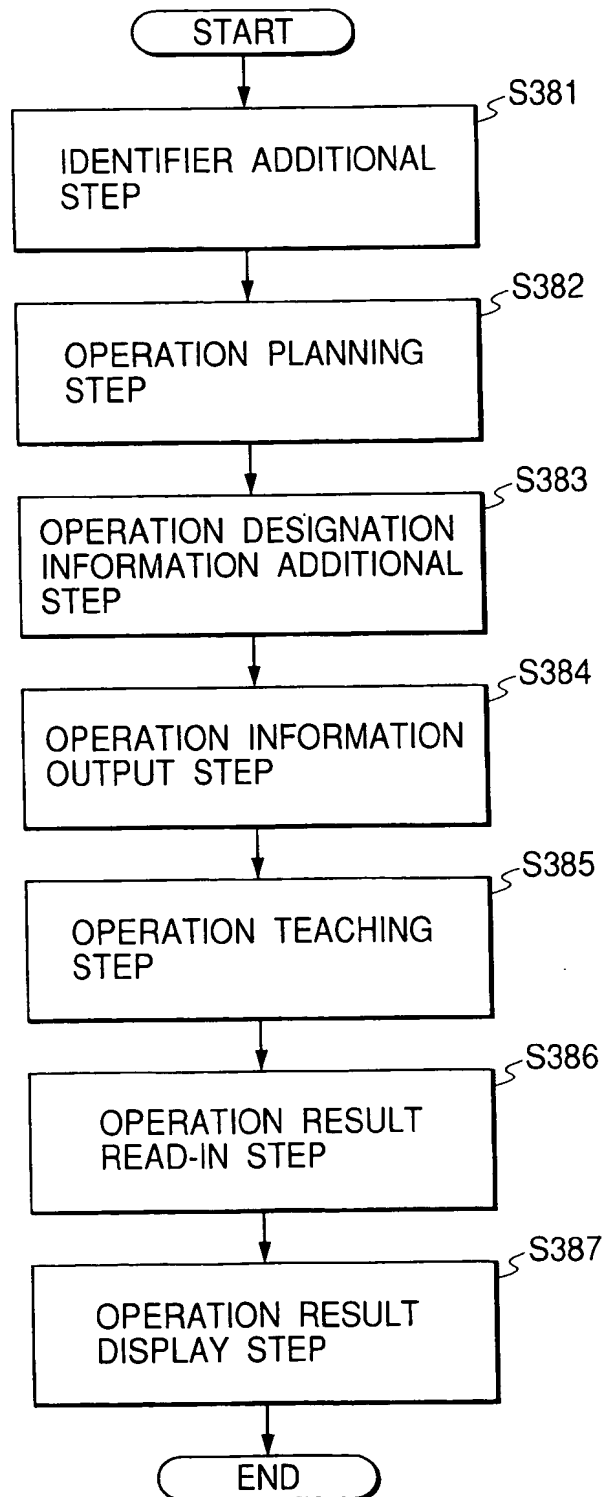 START
S381
IDENTIFIER ADDITIONAL
STEP
S382
OPERATION PLANNING
STEP
S383
OPERATION DESIGNATION
INFORMATION ADDITIONAL
STEP
S384
OPERATION INFORMATION
OUTPUT STEP
S385
OPERATION TEACHING
STEP
S386
OPERATION RESULT
READ-IN STEP
S387
OPERATION RESULT
DISPLAY STEP
END